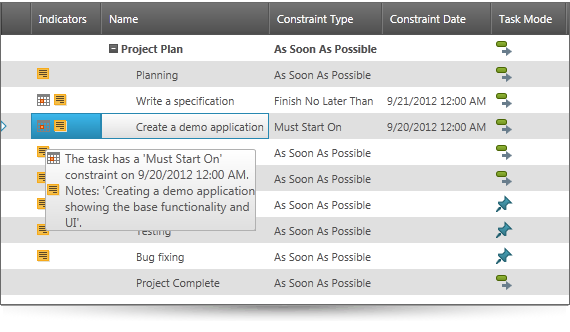 Indicators Name Constraint Type Constraint Date Task Mode
Project Plan As Soon As Possible
Planning As Soon As Possible
Write a specification Finish No Later Than 9/21/2012 12:00 AM
Create a demo application Must Start On 9/20/2012 12:00 AM
The task has a 'Must Start On' As Soon As Possible
constraint on 9/20/2012 12:00 AM.
Notes: 'Creating a demo application As Soon As Possible
showing the base functionality and As Soon As Possible
UI'.
Testing As Soon As Possible
Bug fixing As Soon As Possible
Project Complete As Soon As Possible